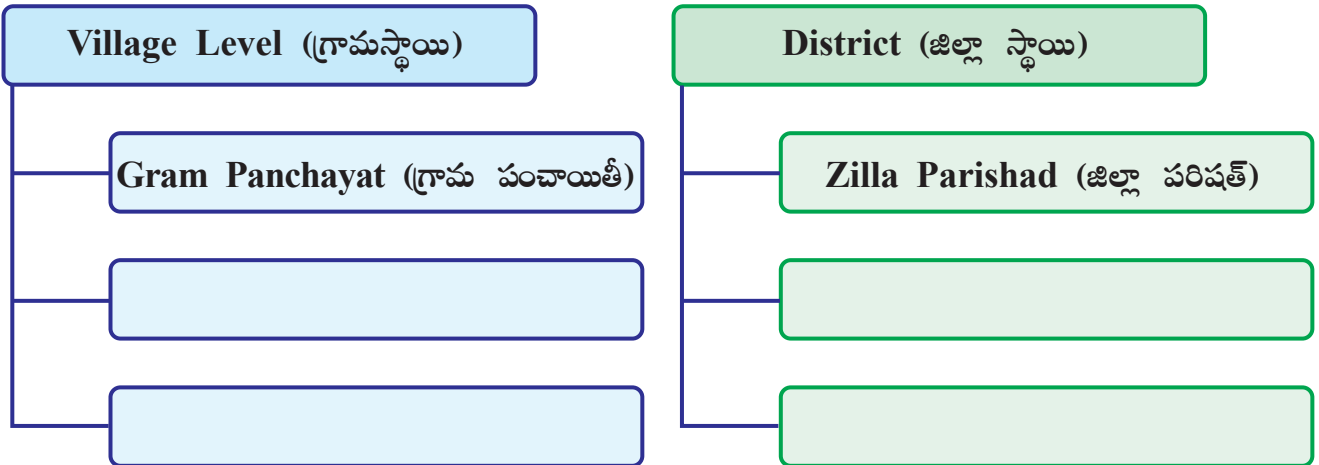 Village Level (గ్రామస్థాయి)
District (జిల్లా స్థాయి)
Gram Panchayat (గ్రామ పంచాయితీ)
Zilla Parishad (జిల్లా పరిషత్)